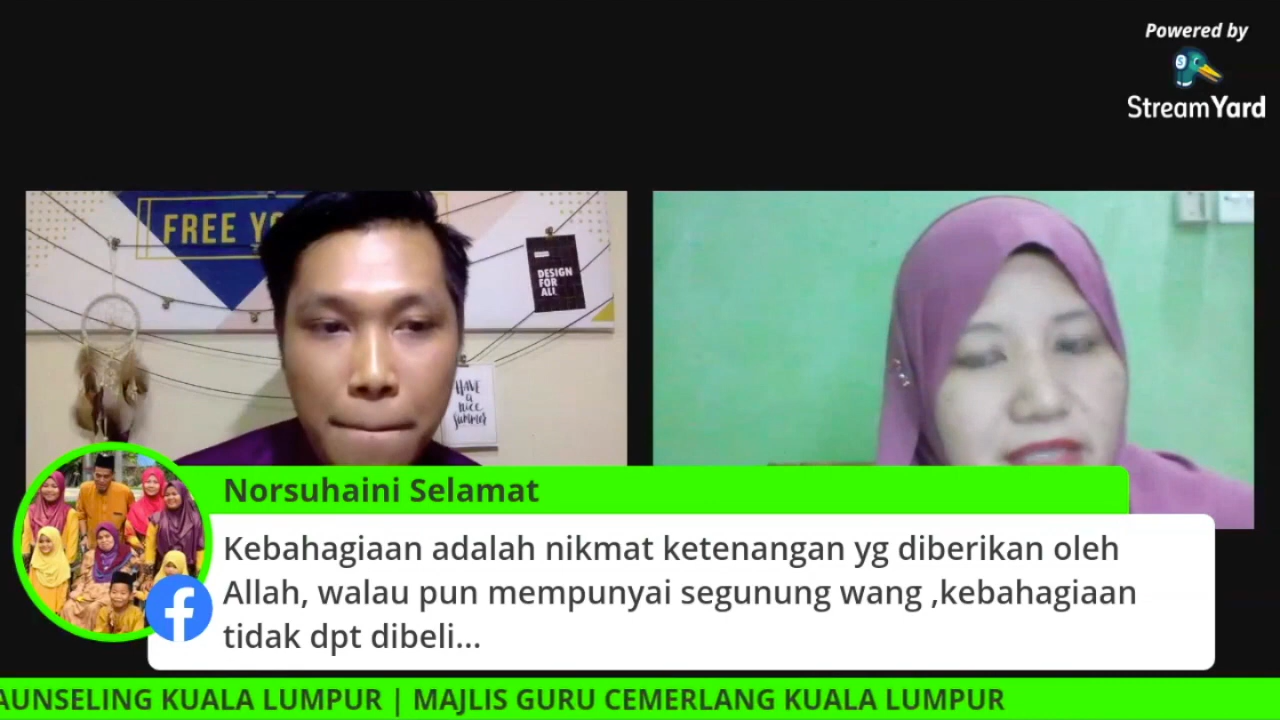 Powered by
StreamYard
FREE
DESIGN
FOR
ALL
HAVE
a
nice
summer
Norsuhaini Selamat
Kebahagiaan adalah nikmat ketenangan yg diberikan oleh
Allah, walau pun mempunyai segunung wang ,kebahagiaan
tidak dpt dibeli...
AUNSELING KUALA LUMPUR | MAJLIS GURU CEMERLANG KUALA LUMPUR